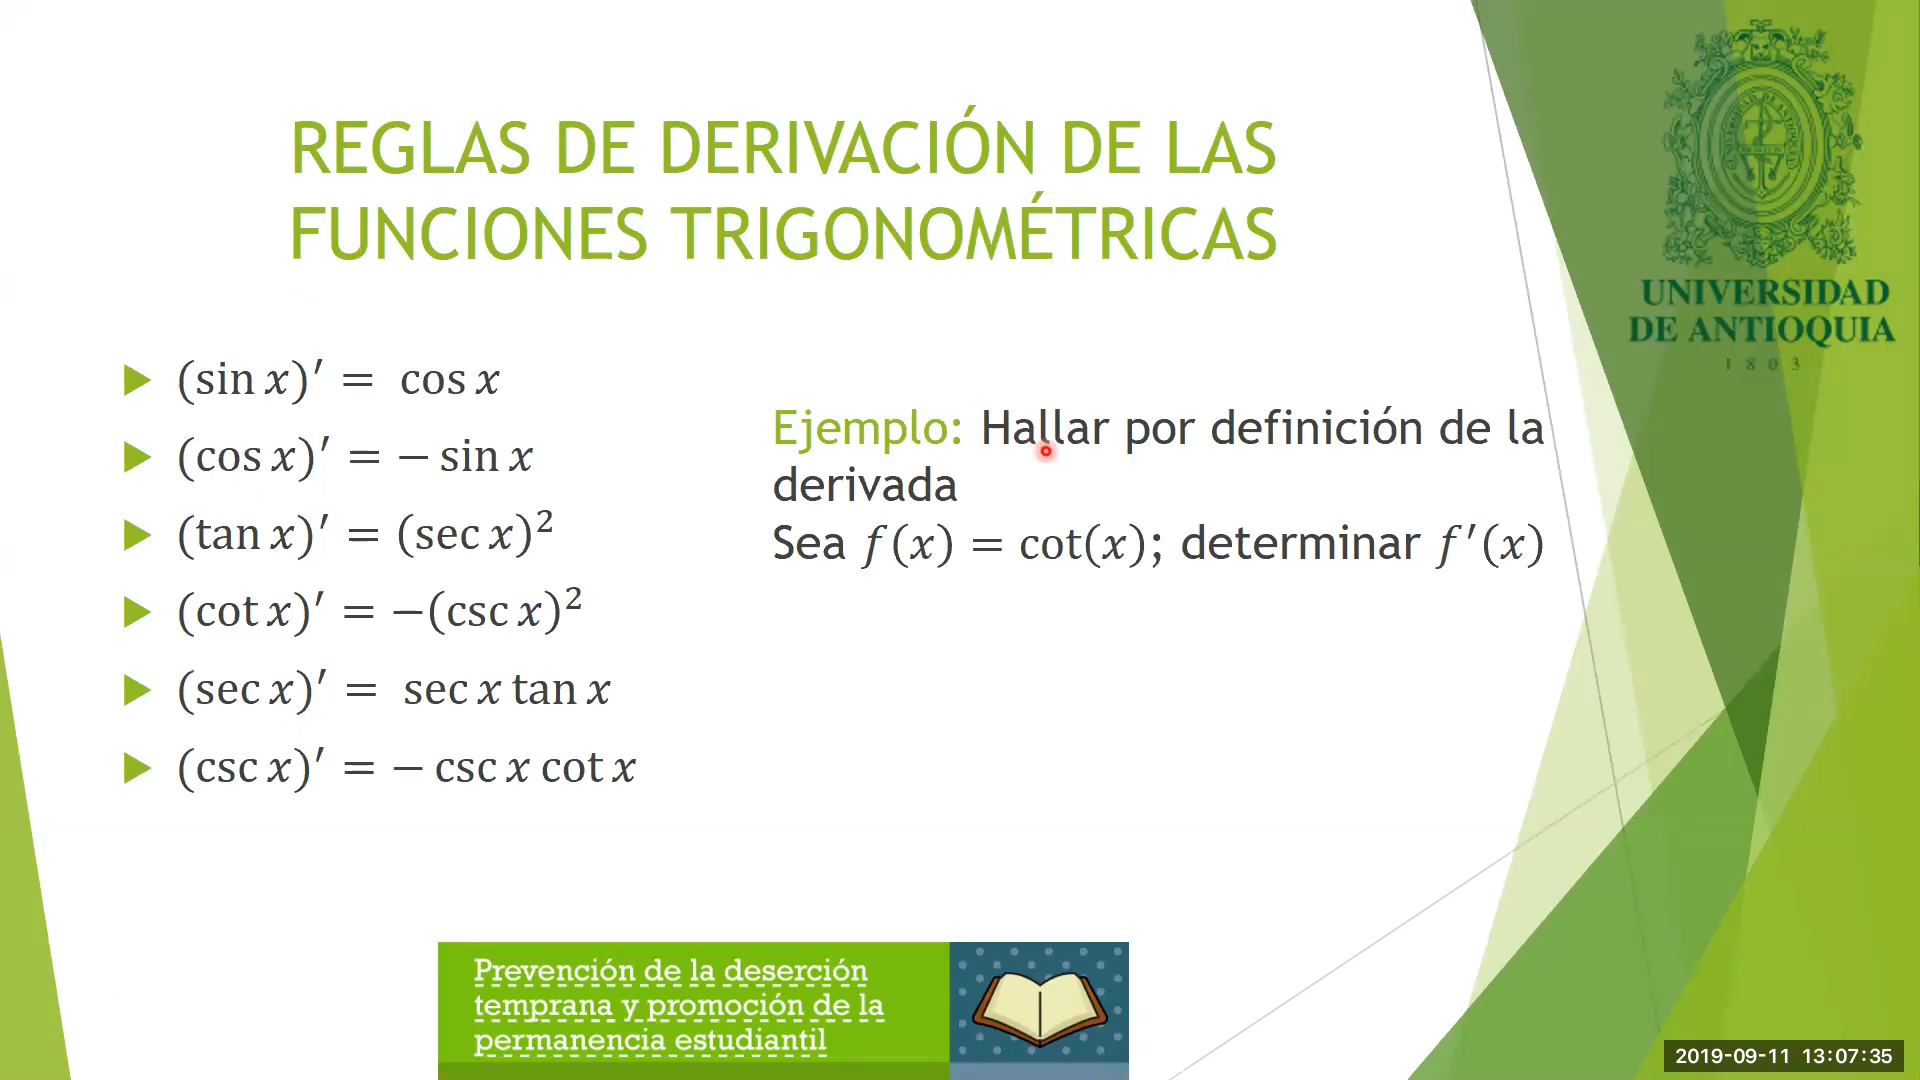 REGLAS DE DERIVACIÓN DE LAS
FUNCIONES TRIGONOMÉTRICAS
UNIVERSIDAD
DE ANTIOQUIA
1803
(sin x)′ = cos x
(cos x)′ = − sin x
(tan x)′ = (sec x)²
(cot x)′ = −(csc x)²
(sec x)′ = sec x tan x
(csc x)′ = − csc x cot x
Ejemplo: Hallar por definición de la
derivada
Sea f(x) = cot(x); determinar f′(x)
Prevención de la deserción
temprana y promoción de la
permanencia estudiantil
2019-09-11 13:07:35